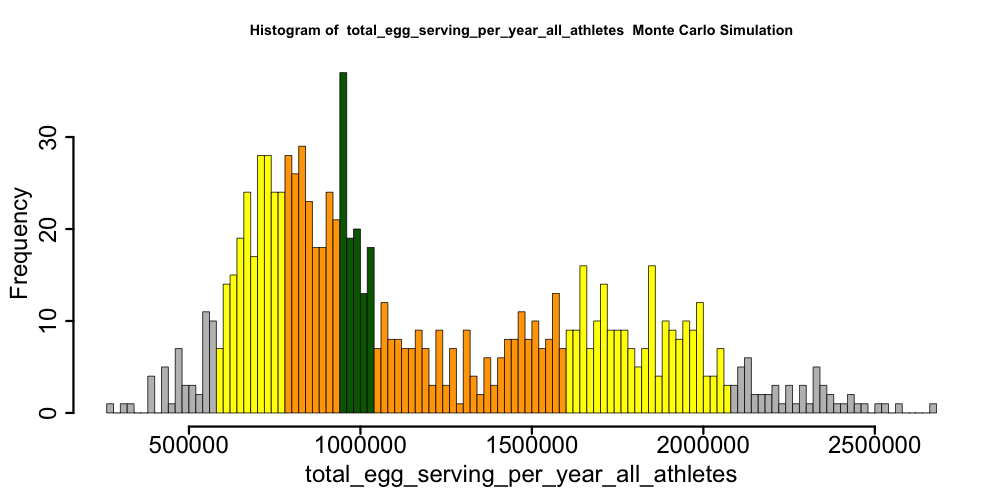 Histogram of  total_egg_serving_per_year_all_athletes  Monte Carlo Simulation
Frequency
30
20
10
0
500000 1000000 1500000 2000000 2500000
total_egg_serving_per_year_all_athletes